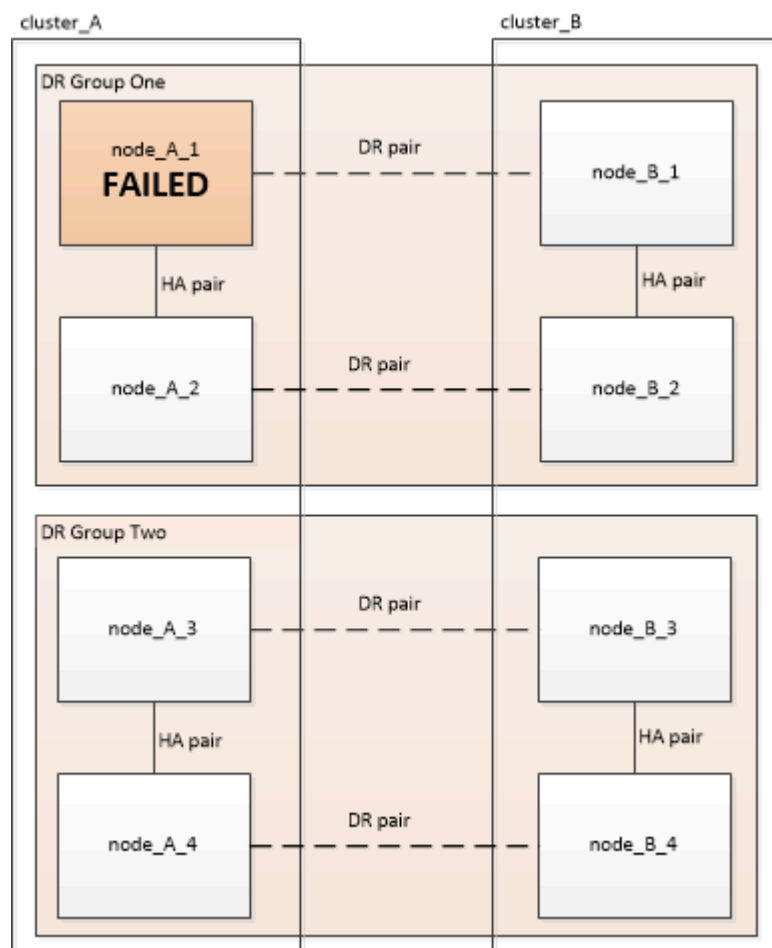 cluster_A
cluster_B
DR Group One
node_A_1
FAILED
DR pair
node_B_1
HA pair
HA pair
node_A_2
DR pair
node_B_2
DR Group Two
node_A_3
DR pair
node_B_3
HA pair
HA pair
node_A_4
DR pair
node_B_4